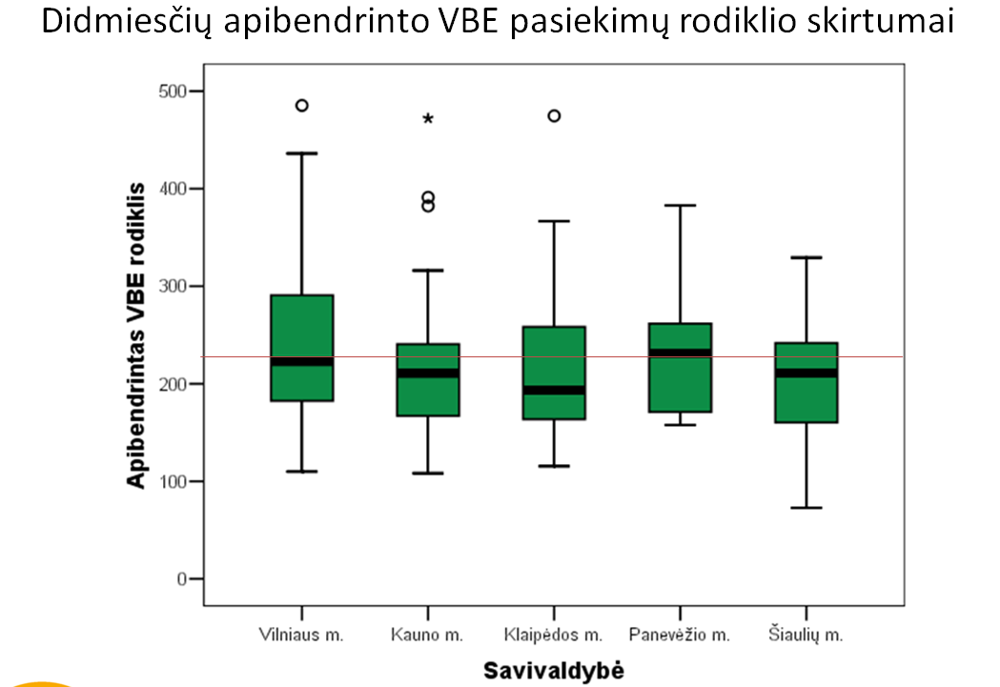 Didmiesčių apibendrinto VBE pasiekimų rodiklio skirtumai
500
400
300
200
100
0
Apibendrintas VBE rodiklis
Vilniaus m. Kauno m. Klaipėdos m. Panevėžio m. Šiaulių m.
Savivaldybė